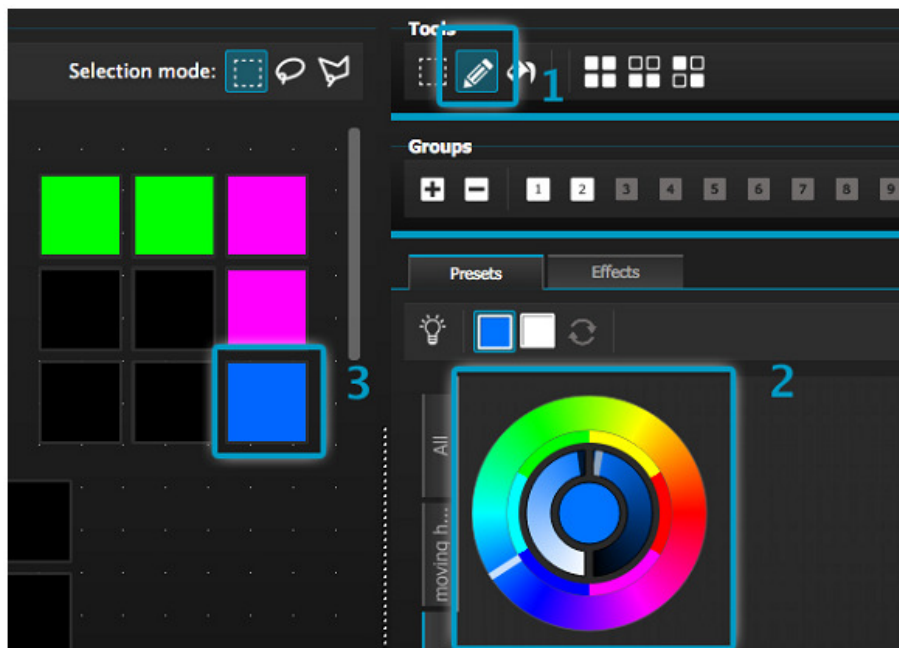 Tools
Selection mode:
1
Groups
1 2 3 4 5 6 7 8 9
Presets Effects
3
2
All
moving h...